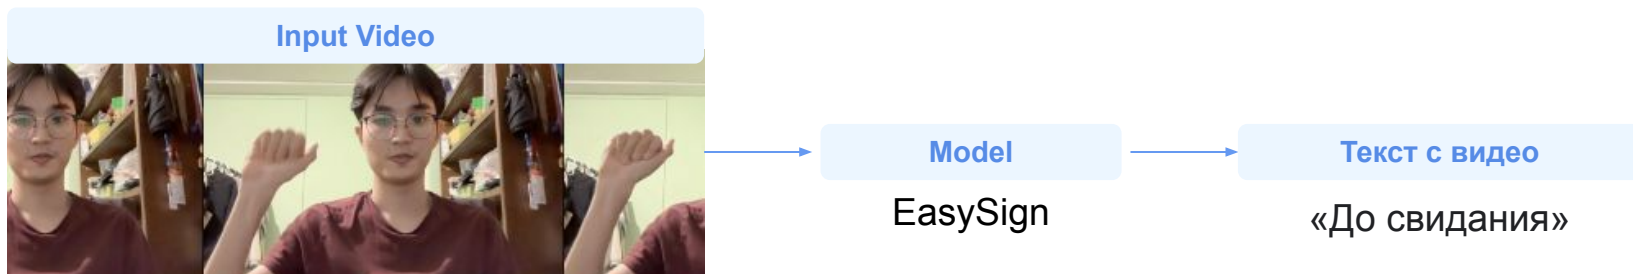 Input Video
Model
EasySign
Текст с видео
«До свидания»